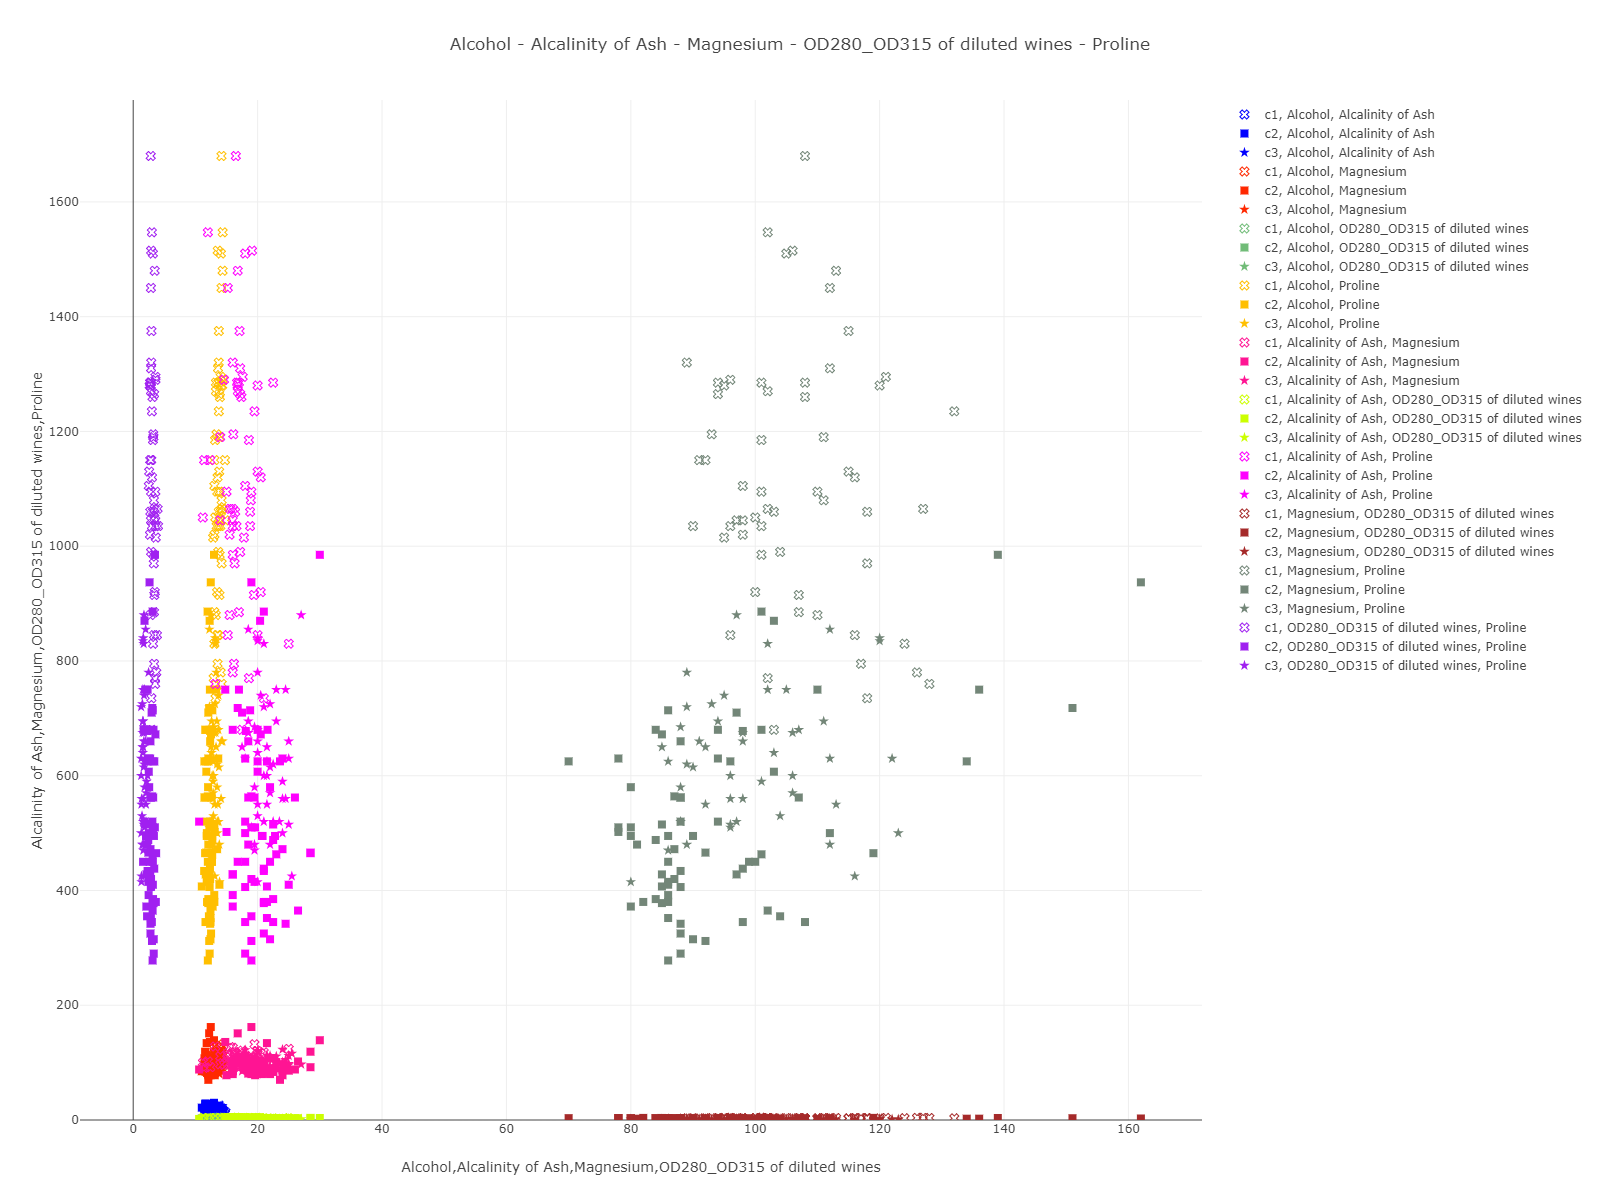 Alcohol - Alcalinity of Ash - Magnesium - OD280_OD315 of diluted wines - Proline
Alcalinity of Ash,Magnesium,OD280_OD315 of diluted wines,Proline
1600
1400
1200
1000
800
600
400
200
0
0 20 40 60 80 100 120 140 160
Alcohol,Alcalinity of Ash,Magnesium,OD280_OD315 of diluted wines
c1, Alcohol, Alcalinity of Ash
c2, Alcohol, Alcalinity of Ash
c3, Alcohol, Alcalinity of Ash
c1, Alcohol, Magnesium
c2, Alcohol, Magnesium
c3, Alcohol, Magnesium
c1, Alcohol, OD280_OD315 of diluted wines
c2, Alcohol, OD280_OD315 of diluted wines
c3, Alcohol, OD280_OD315 of diluted wines
c1, Alcohol, Proline
c2, Alcohol, Proline
c3, Alcohol, Proline
c1, Alcalinity of Ash, Magnesium
c2, Alcalinity of Ash, Magnesium
c3, Alcalinity of Ash, Magnesium
c1, Alcalinity of Ash, OD280_OD315 of diluted wines
c2, Alcalinity of Ash, OD280_OD315 of diluted wines
c3, Alcalinity of Ash, OD280_OD315 of diluted wines
c1, Alcalinity of Ash, Proline
c2, Alcalinity of Ash, Proline
c3, Alcalinity of Ash, Proline
c1, Magnesium, OD280_OD315 of diluted wines
c2, Magnesium, OD280_OD315 of diluted wines
c3, Magnesium, OD280_OD315 of diluted wines
c1, Magnesium, Proline
c2, Magnesium, Proline
c3, Magnesium, Proline
c1, OD280_OD315 of diluted wines, Proline
c2, OD280_OD315 of diluted wines, Proline
c3, OD280_OD315 of diluted wines, Proline